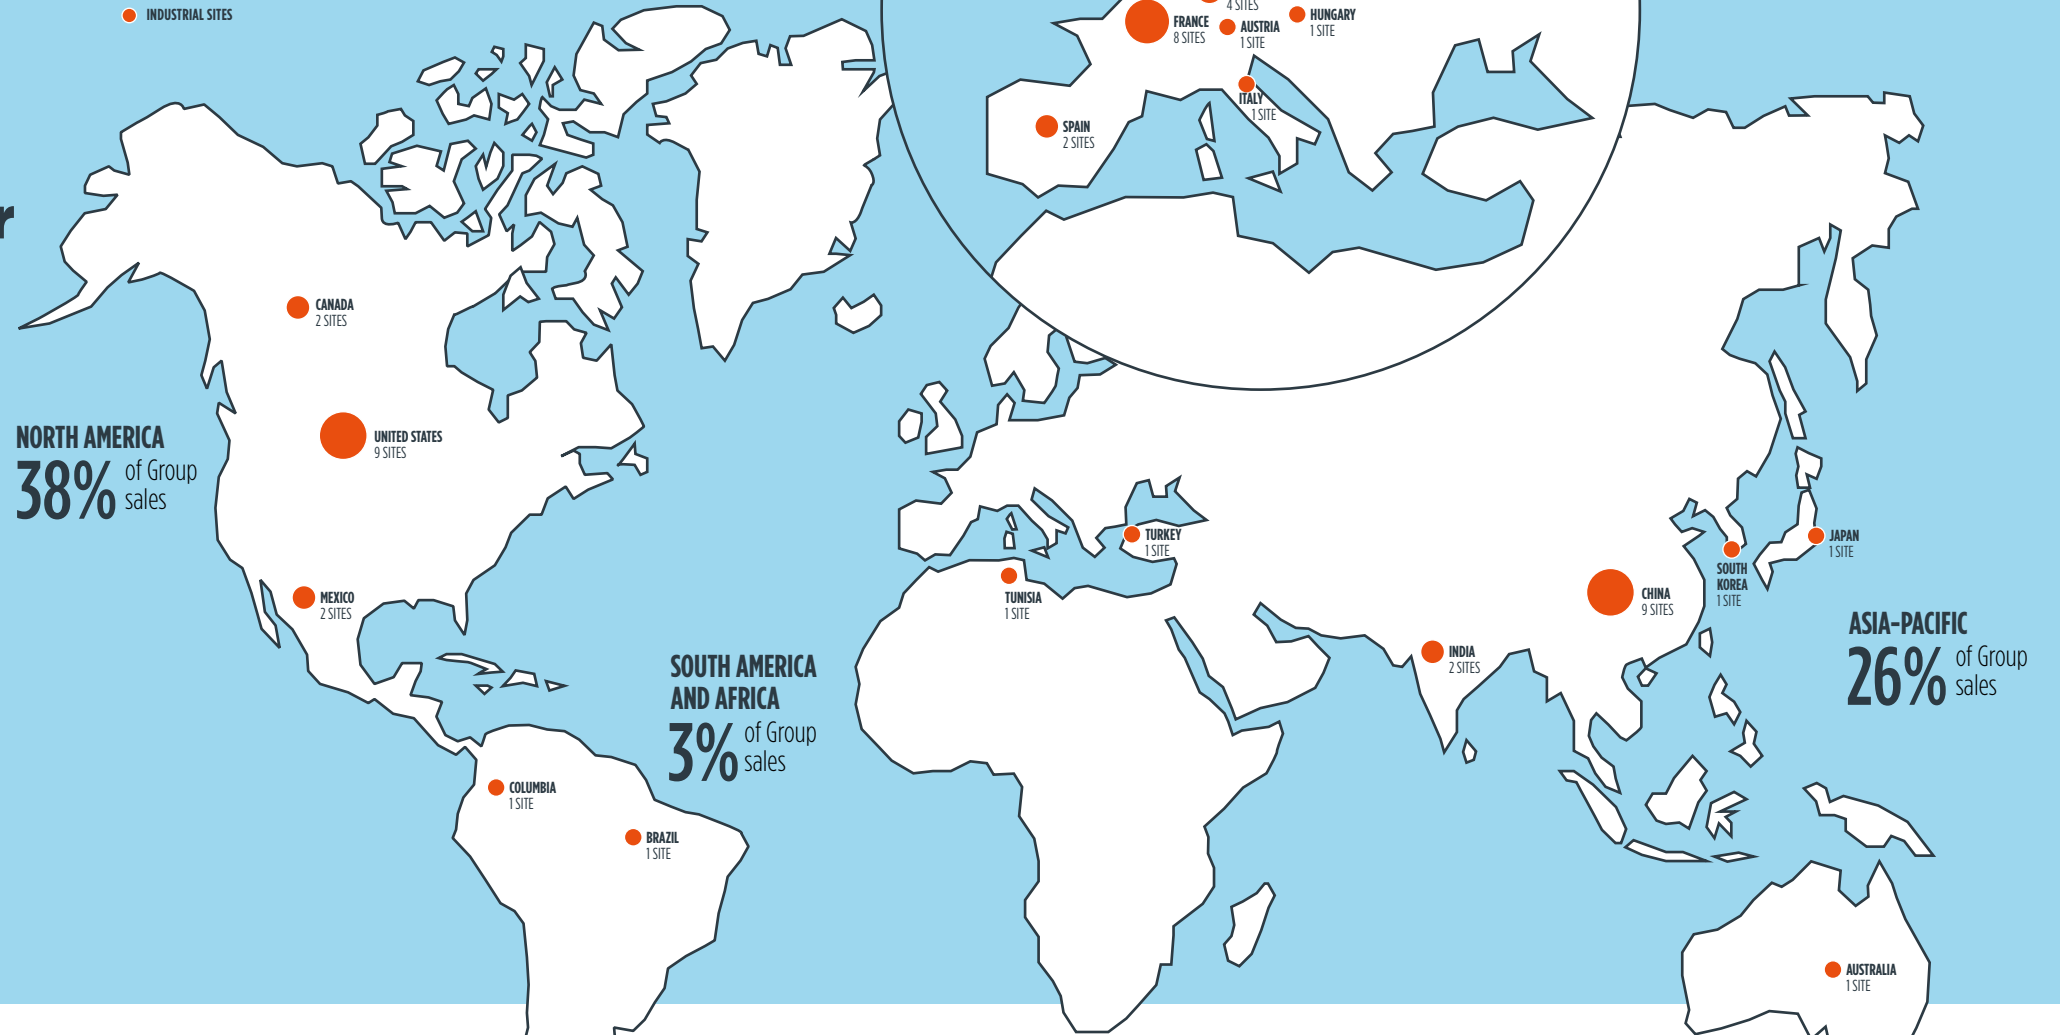 INDUSTRIAL SITES
4 SITES
FRANCE
8 SITES
AUSTRIA
1 SITE
HUNGARY
1 SITE
ITALY
1 SITE
SPAIN
2 SITES
r
CANADA
2 SITES
UNITED STATES
9 SITES
NORTH AMERICA
38% of Group
sales
MEXICO
2 SITES
TURKEY
1 SITE
TUNISIA
1 SITE
JAPAN
1 SITE
SOUTH
KOREA
1 SITE
CHINA
9 SITES
INDIA
2 SITES
ASIA-PACIFIC
26% of Group
sales
SOUTH AMERICA
AND AFRICA
3% of Group
sales
COLUMBIA
1 SITE
BRAZIL
1 SITE
AUSTRALIA
1 SITE